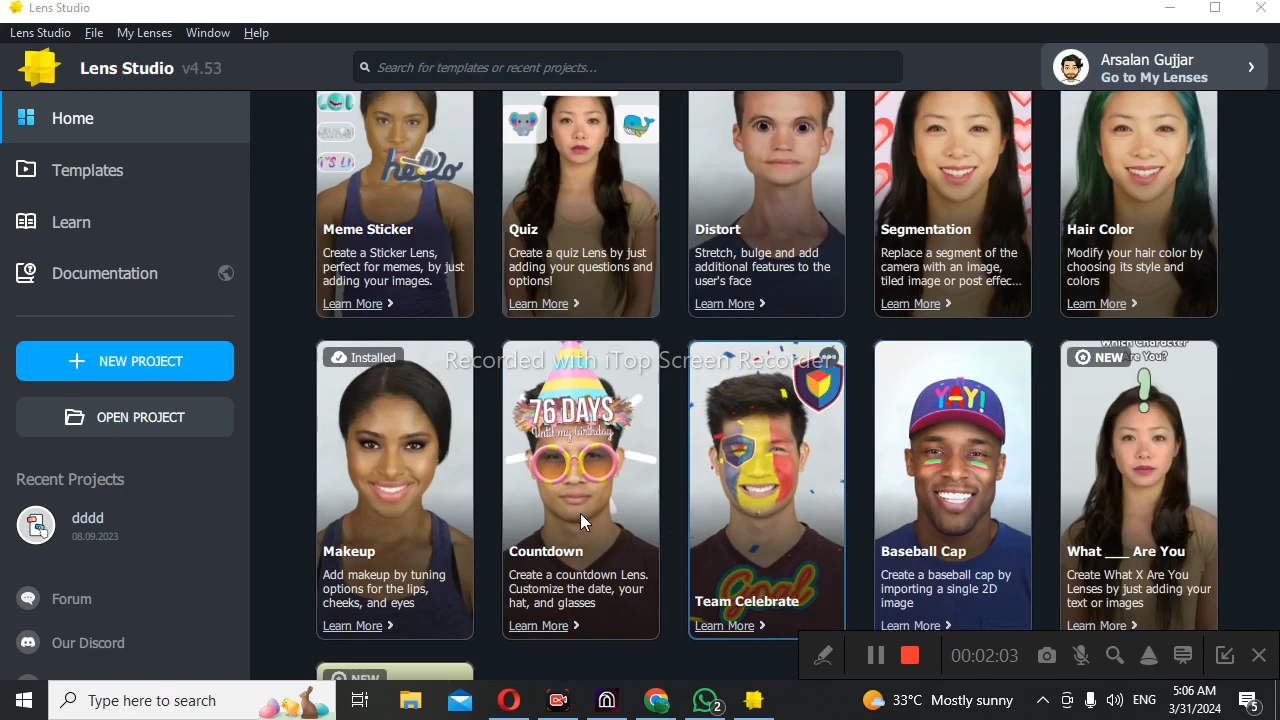 Lens Studio
Lens Studio File My Lenses Window Help
Lens Studio v4.53
Search for templates or recent projects...
Arsalan Gujjar
Go to My Lenses
Home
Templates
Learn
Documentation
NEW PROJECT
OPEN PROJECT
Recent Projects
dddd
08.09.2023
Forum
Our Discord
LOL
hello
Meme Sticker
Create a Sticker Lens,
perfect for memes, by just
adding your images.
Learn More
Quiz
Create a quiz Lens by just
adding your questions and
options!
Learn More
Distort
Stretch, bulge and add
additional features to the
user's face
Learn More
Segmentation
Replace a segment of the
camera with an image,
tiled image or post effec...
Learn More
Hair Color
Modify your hair color by
choosing its style and
colors
Learn More
Recorded with iTop Screen Recorder
Installed
Makeup
Add makeup by tuning
options for the lips,
cheeks, and eyes
Learn More
76 DAYS
Until my birthday
Countdown
Create a countdown Lens.
Customize the date, your
hat, and glasses
Learn More
Goal
Team Celebrate
Learn More
YAY!
Baseball Cap
Create a baseball cap by
importing a single 2D
image
Learn More
Which Character
Are You?
NEW
What ___ Are You
Create What X Are You
Lenses by just adding your
text or images
Learn More
NEW
00:02:03
Type here to search
2
33°C Mostly sunny
ENG
5:06 AM
3/31/2024
5